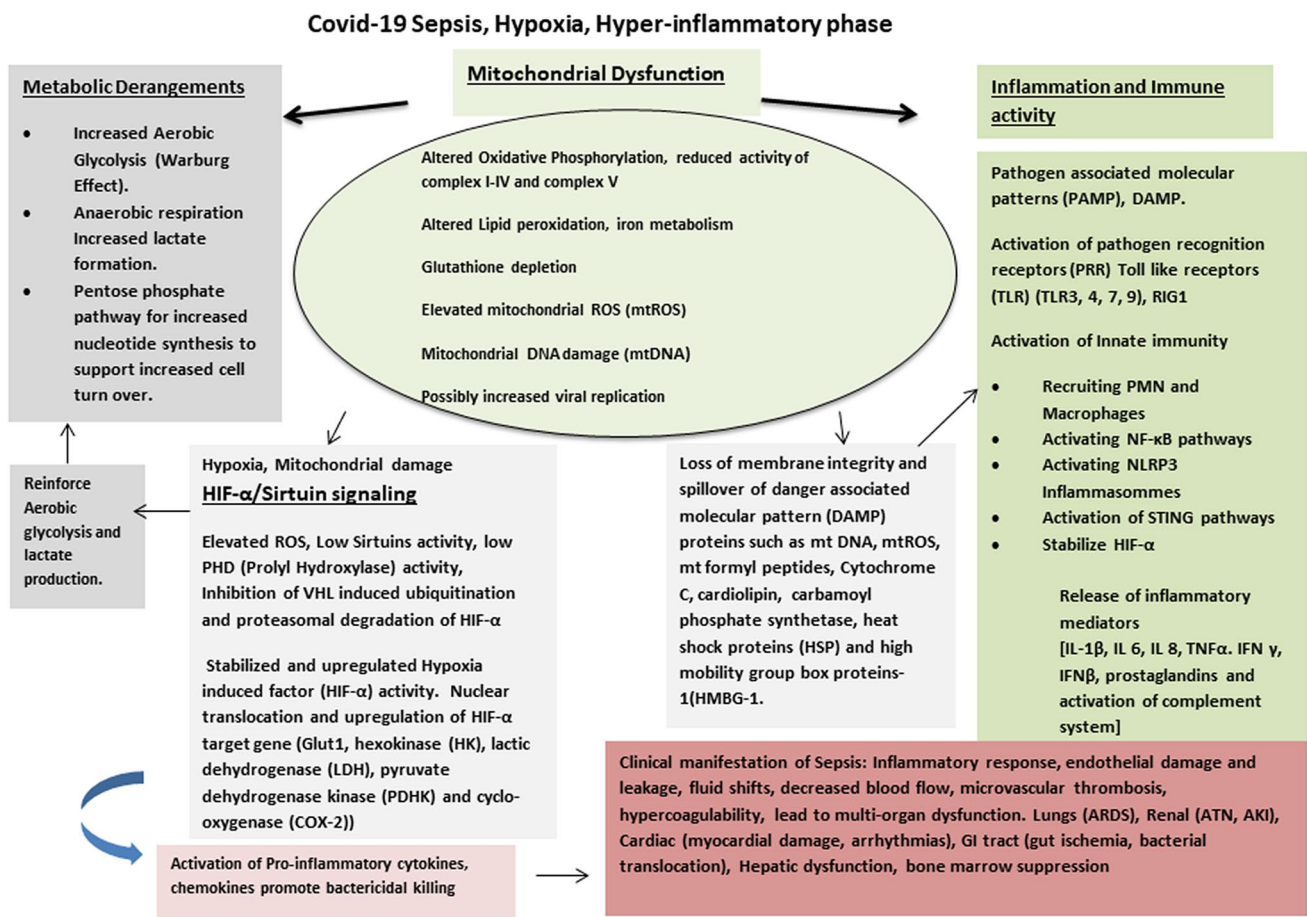 Covid-19 Sepsis, Hypoxia, Hyper-inflammatory phase
Metabolic Derangements
• Increased Aerobic
Glycolysis (Warburg
Effect).
• Anaerobic respiration
Increased lactate
formation.
• Pentose phosphate
pathway for increased
nucleotide synthesis to
support increased cell
turn over.
Mitochondrial Dysfunction
Altered Oxidative Phosphorylation, reduced activity of
complex I-IV and complex V
Altered Lipid peroxidation, iron metabolism
Glutathione depletion
Elevated mitochondrial ROS (mtROS)
Mitochondrial DNA damage (mtDNA)
Possibly increased viral replication
Inflammation and Immune
activity
Pathogen associated molecular
patterns (PAMP), DAMP.
Activation of pathogen recognition
receptors (PRR) Toll like receptors
(TLR) (TLR3, 4, 7, 9), RIG1
Activation of Innate immunity
• Recruiting PMN and
Macrophages
• Activating NF-κB pathways
• Activating NLRP3
Inflammasommes
• Activation of STING pathways
• Stabilize HIF-α
Release of inflammatory
mediators
[IL-1β, IL 6, IL 8, TNFα. IFN γ,
IFNβ, prostaglandins and
activation of complement
system]
Reinforce
Aerobic
glycolysis and
lactate
production.
Hypoxia, Mitochondrial damage
HIF-α/Sirtuin signaling
Elevated ROS, Low Sirtuins activity, low
PHD (Prolyl Hydroxylase) activity,
Inhibition of VHL induced ubiquitination
and proteasomal degradation of HIF-α
Stabilized and upregulated Hypoxia
induced factor (HIF-α) activity. Nuclear
translocation and upregulation of HIF-α
target gene (Glut1, hexokinase (HK), lactic
dehydrogenase (LDH), pyruvate
dehydrogenase kinase (PDHK) and cyclo-
oxygenase (COX-2))
Loss of membrane integrity and
spillover of danger associated
molecular pattern (DAMP)
proteins such as mt DNA, mtROS,
mt formyl peptides, Cytochrome
C, cardiolipin, carbamoyl
phosphate synthetase, heat
shock proteins (HSP) and high
mobility group box proteins-
1(HMBG-1.
Activation of Pro-inflammatory cytokines,
chemokines promote bactericidal killing
Clinical manifestation of Sepsis: Inflammatory response, endothelial damage and
leakage, fluid shifts, decreased blood flow, microvascular thrombosis,
hypercoagulability, lead to multi-organ dysfunction. Lungs (ARDS), Renal (ATN, AKI),
Cardiac (myocardial damage, arrhythmias), GI tract (gut ischemia, bacterial
translocation), Hepatic dysfunction, bone marrow suppression